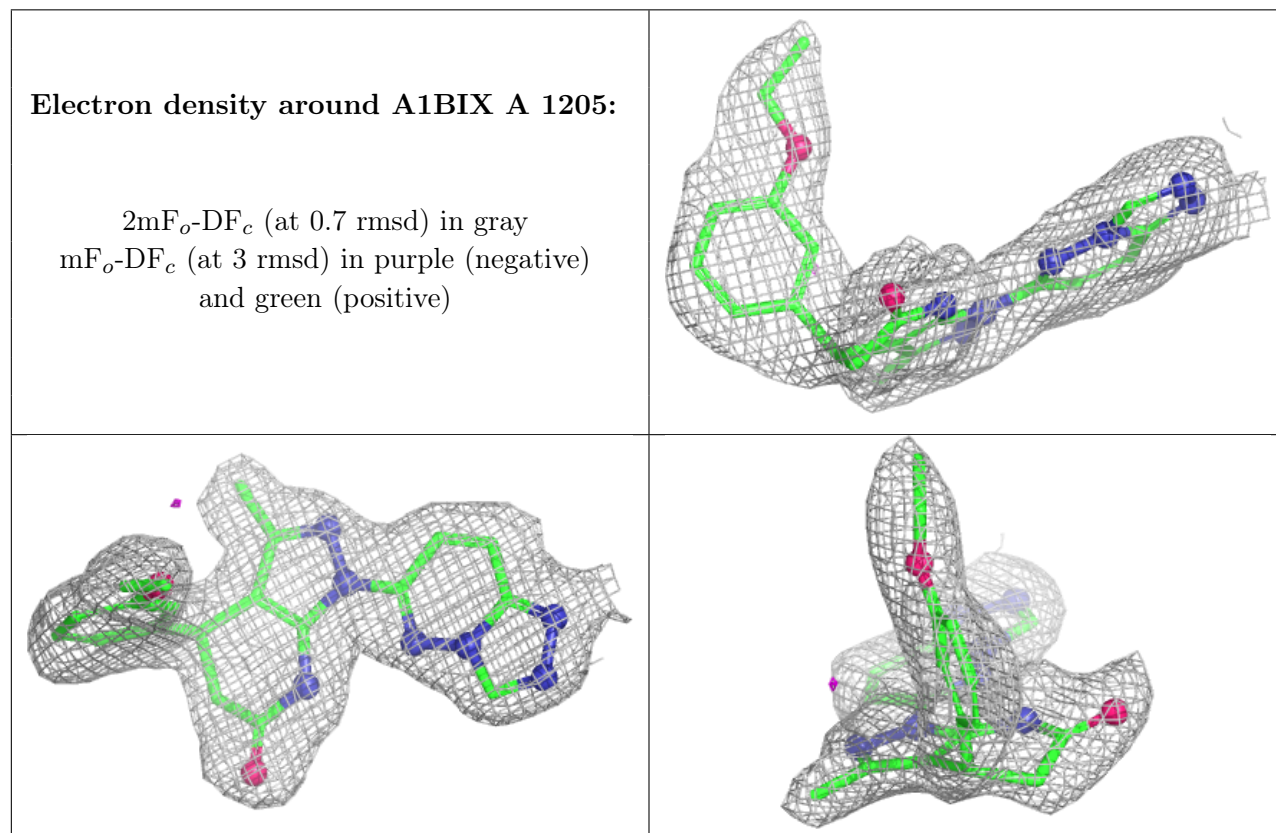 Electron density around A1BIX A 1205:
2mFo-DFc (at 0.7 rmsd) in gray
mFo-DFc (at 3 rmsd) in purple (negative)
and green (positive)